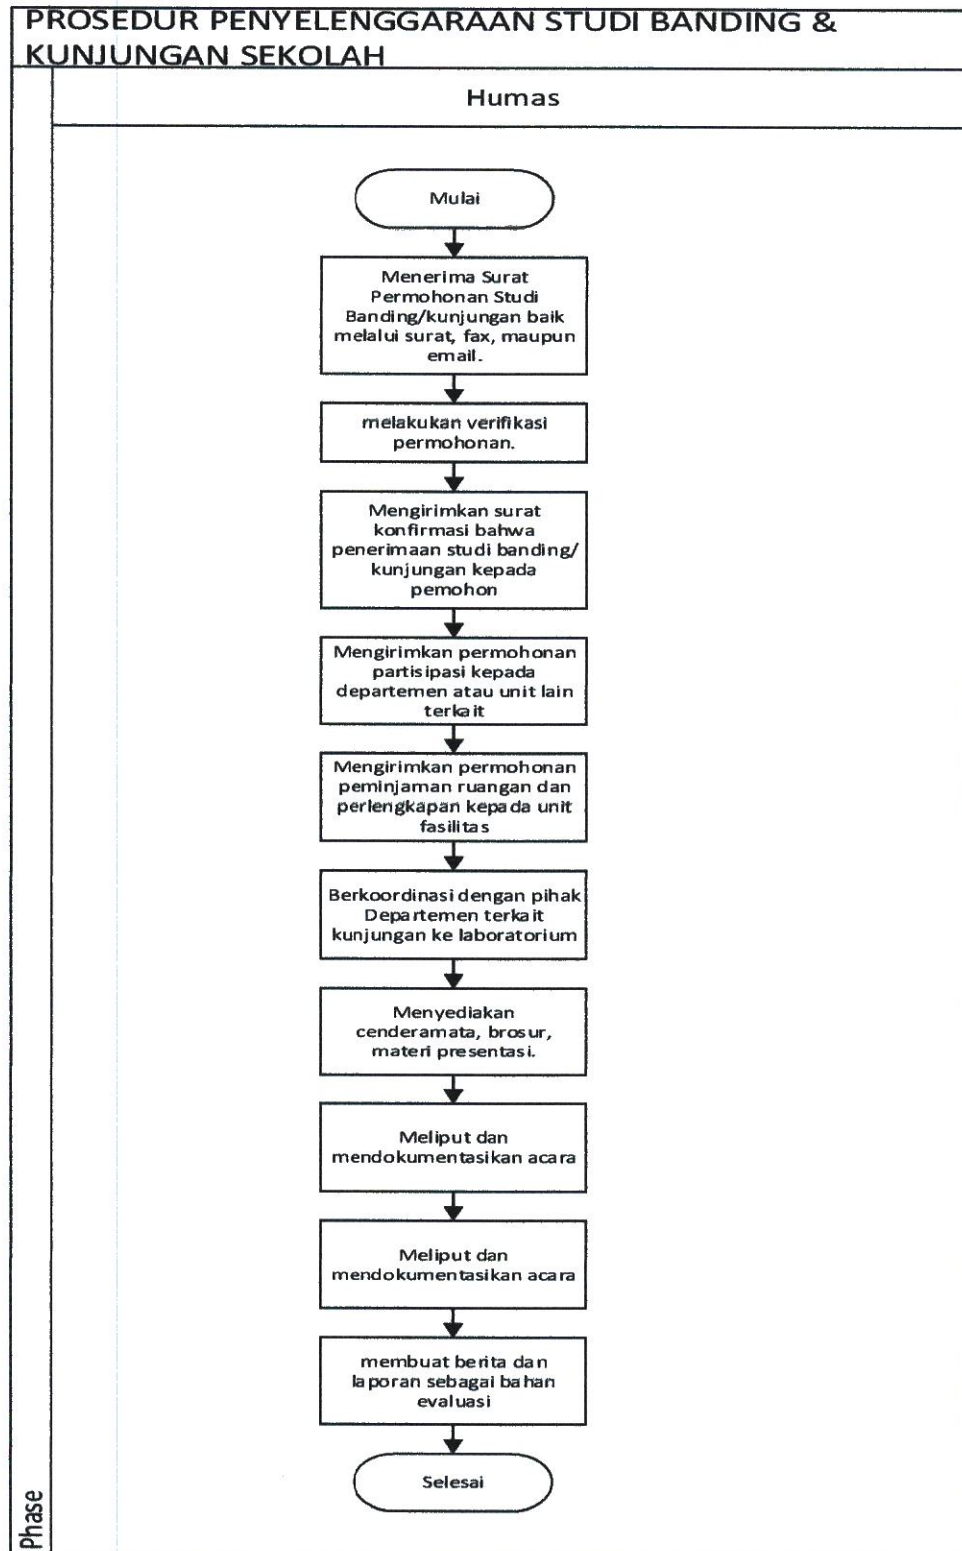 PROSEDUR PENYELENGGARAAN STUDI BANDING &
KUNJUNGAN SEKOLAH
Humas
Mulai
Menerima Surat
Permohonan Studi
Banding/kunjungan baik
melalui surat, fax, maupun
email.
melakukan verifikasi
permohonan.
Mengirimkan surat
konfirmasi bahwa
penerimaan studi banding/
kunjungan kepada
pemohon
Mengirimkan permohonan
partisipasi kepada
departemen atau unit lain
terkait
Mengirimkan permohonan
peminjaman ruangan dan
perlengkapan kepada unit
fasilitas
Berkoordinasi dengan pihak
Departemen terkait
kunjungan ke laboratorium
Menyediakan
cenderamata, brosur,
materi presentasi.
Meliput dan
mendokumentasikan acara
Meliput dan
mendokumentasikan acara
membuat berita dan
laporan sebagai bahan
evaluasi
Selesai
Phase